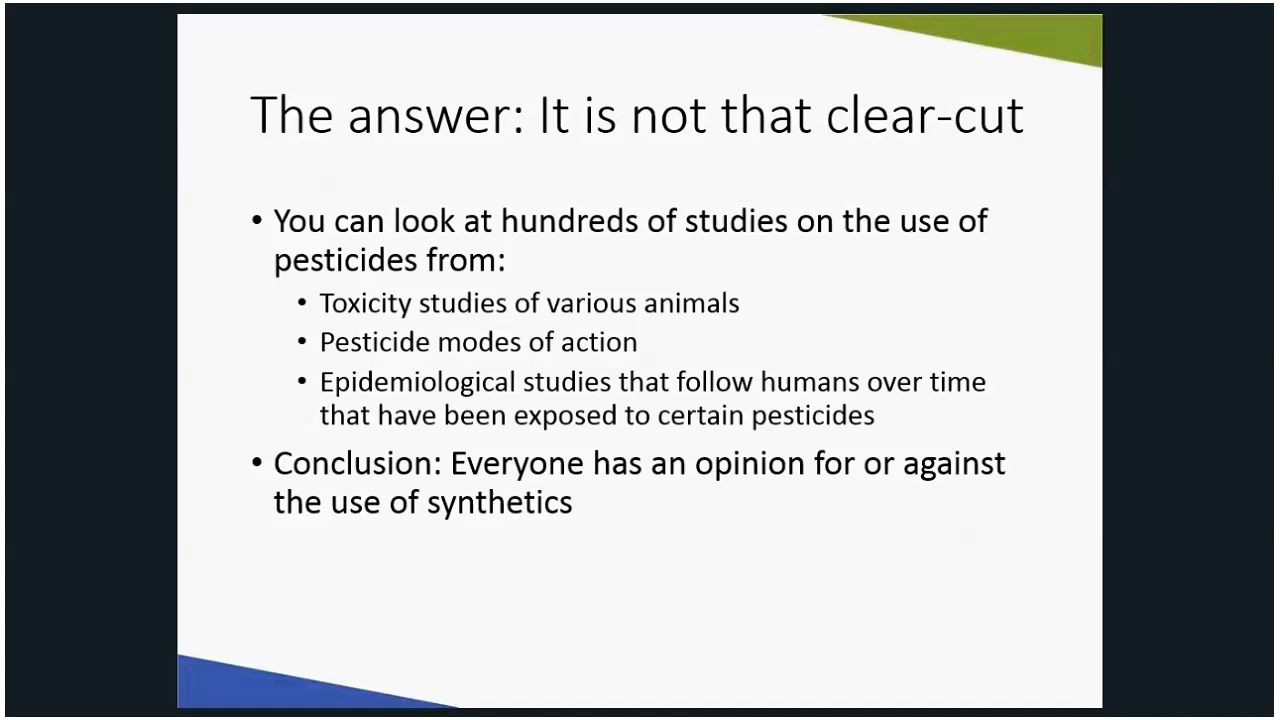 The answer: It is not that clear-cut
• You can look at hundreds of studies on the use of
pesticides from:
• Toxicity studies of various animals
• Pesticide modes of action
• Epidemiological studies that follow humans over time
that have been exposed to certain pesticides
• Conclusion: Everyone has an opinion for or against
the use of synthetics